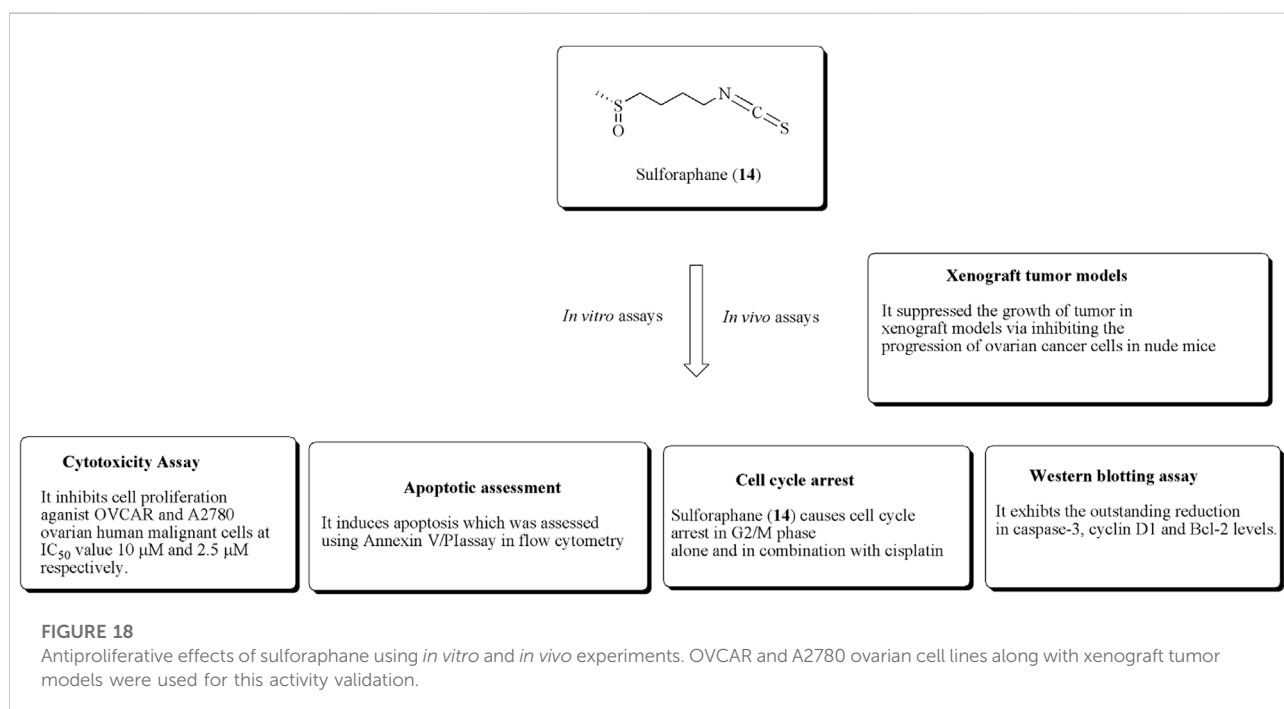 N
C
S
S
O
Sulforaphane (14)
In vitro assays
In vivo assays
Xenograft tumor models
It suppressed the growth of tumor in
xenograft models via inhibiting the
progression of ovarian cancer cells in nude mice
Cytotoxicity Assay
It inhibits cell proliferation
aganist OVCAR and A2780
ovarian human malignant cells at
IC50 value 10 µM and 2.5 µM
respectively.
Apoptotic assessment
It induces apoptosis which was assessed
using Annexin V/PIassay in flow cytometry
Cell cycle arrest
Sulforaphane (14) causes cell cycle
arrest in G2/M phase
alone and in combination with cisplatin
Western blotting assay
It exhibts the outstanding reduction
in caspase-3, cyclin D1 and Bcl-2 levels.
FIGURE 18
Antiproliferative effects of sulforaphane using in vitro and in vivo experiments. OVCAR and A2780 ovarian cell lines along with xenograft tumor
models were used for this activity validation.